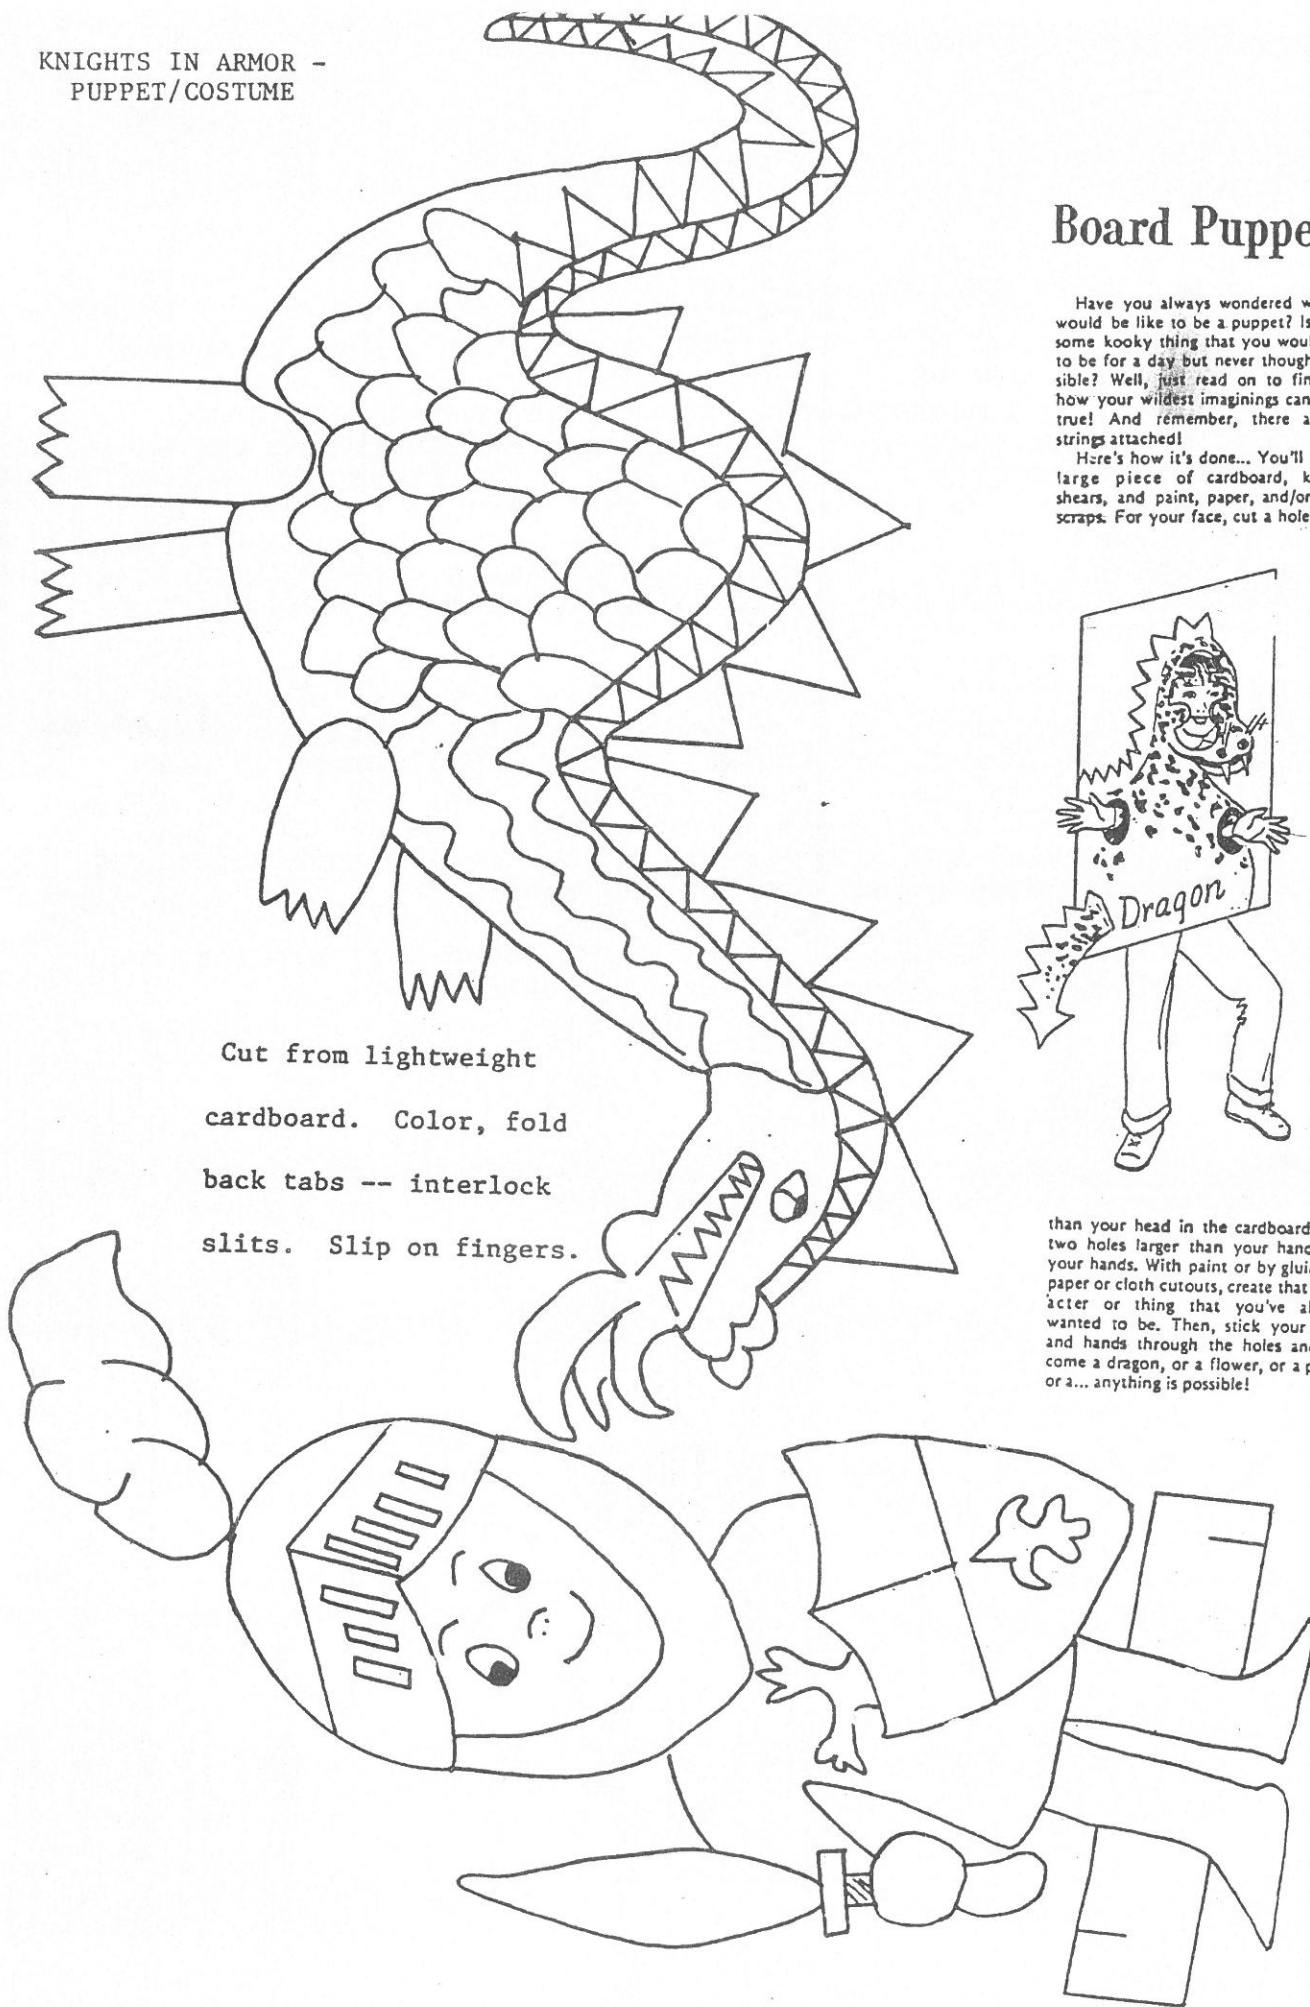 KNIGHTS IN ARMOR -
PUPPET/COSTUME
Cut from lightweight
cardboard. Color, fold
back tabs -- interlock
slits. Slip on fingers.
Board Puppe
Have you always wondered w
would be like to be a puppet? Is
some kooky thing that you woul
to be for a day but never though
sible? Well, just read on to fin
how your wildest imaginings can
true! And remember, there a
strings attached!
Here's how it's done... You'll
large piece of cardboard, k
shears, and paint, paper, and/or
scraps. For your face, cut a hole
Dragon
than your head in the cardboard
two holes larger than your hand
your hands. With paint or by glui
paper or cloth cutouts, create that
acter or thing that you've al
wanted to be. Then, stick your
and hands through the holes and
come a dragon, or a flower, or a p
or a... anything is possible!